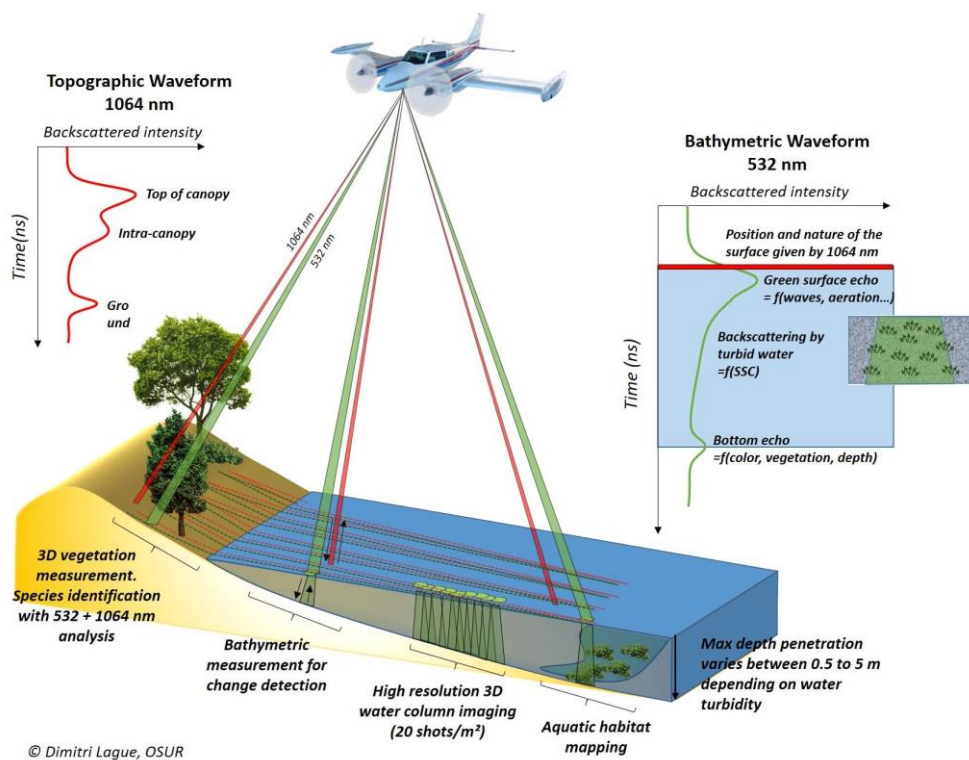 Topographic Waveform
1064 nm
Backscattered intensity
Time(ns)
Top of canopy
Intra-canopy
Gro
und
1064 nm
532 nm
Bathymetric Waveform
532 nm
Backscattered intensity
Time (ns)
Position and nature of the
surface given by 1064 nm
Green surface echo
= f(waves, aeration...)
Backscattering by
turbid water
=f(SSC)
Bottom echo
=f(color, vegetation, depth)
3D vegetation
measurement.
Species identification
with 532 + 1064 nm
analysis
Bathymetric
measurement for
change detection
High resolution 3D
water column imaging
(20 shots/m²)
Aquatic habitat
mapping
Max depth penetration
varies between 0.5 to 5 m
depending on water
turbidity
© Dimitri Lague, OSUR